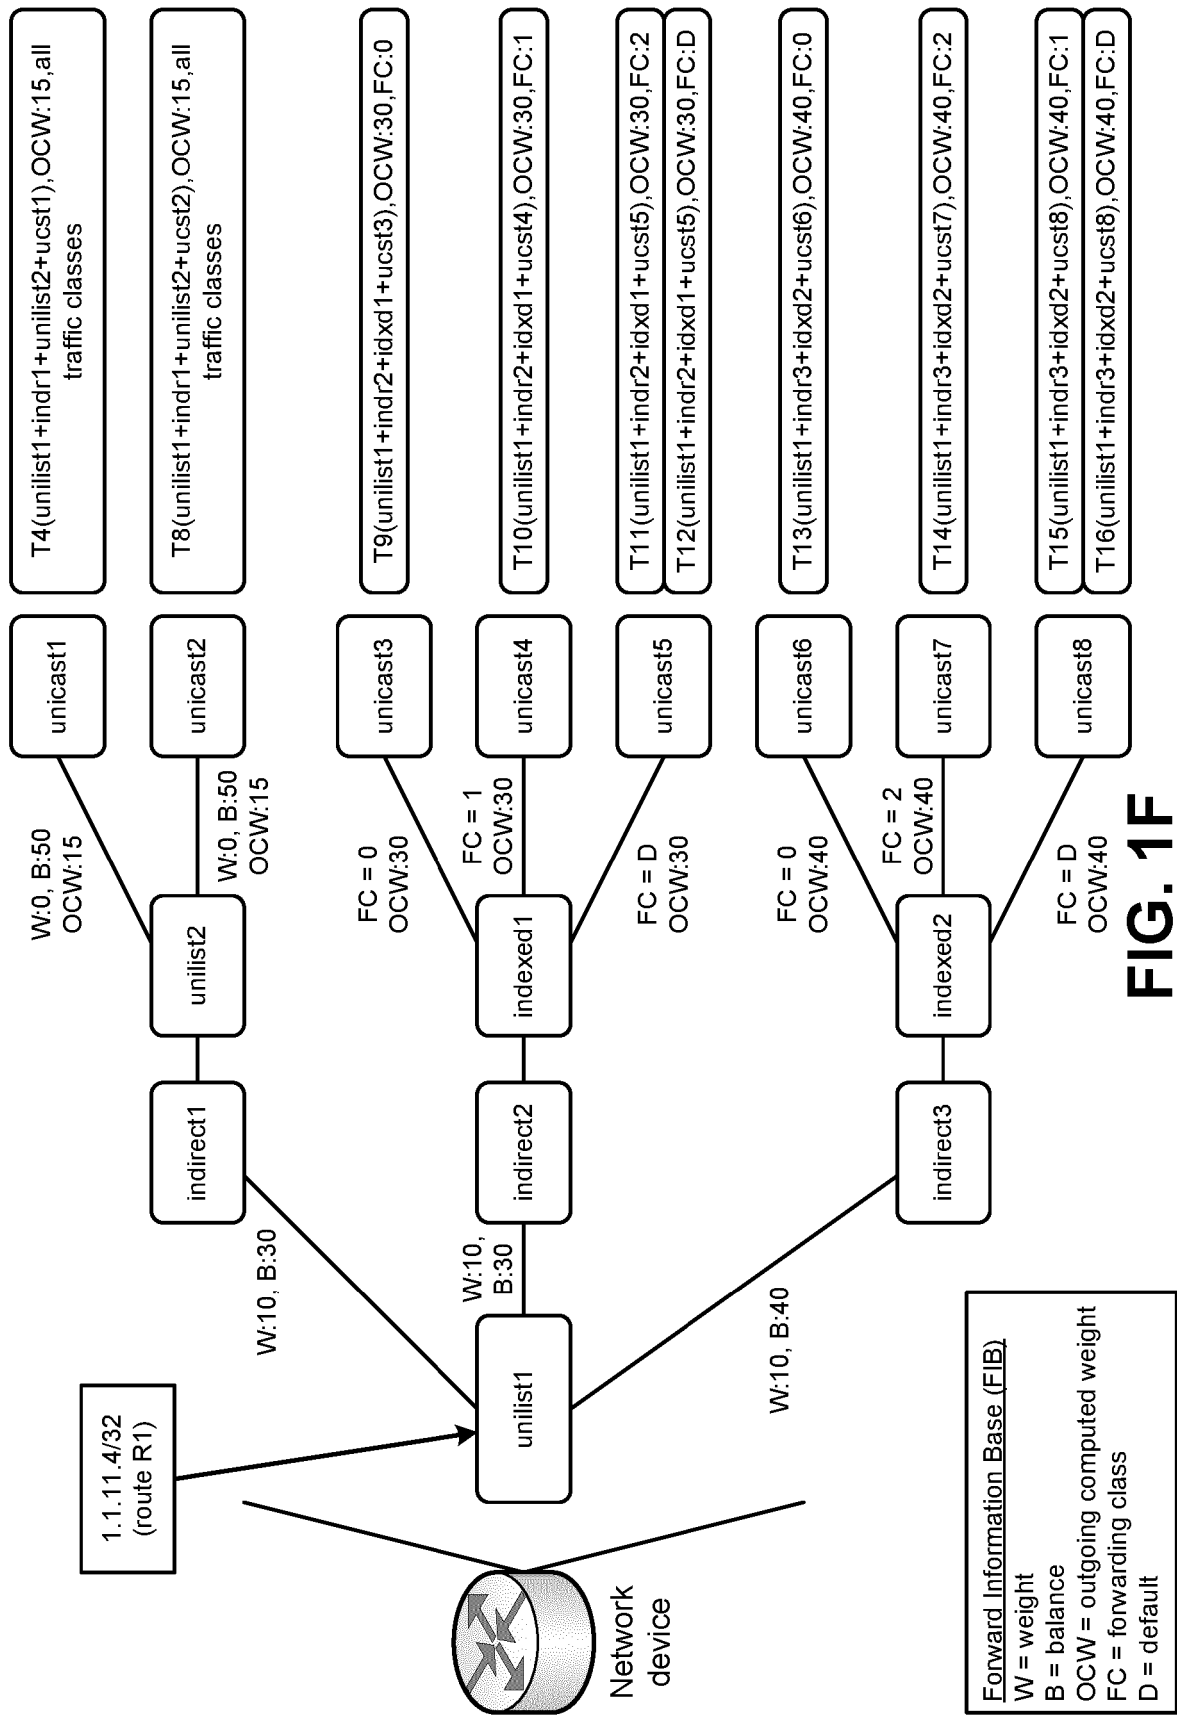 1.1.11.4/32
(route R1)
Network
device
unilist1
W:10, B:30
W:10,
B:30
W:10, B:40
indirect1
indirect2
indirect3
unilist2
indexed1
indexed2
W:0, B:50
OCW:15
W:0, B:50
OCW:15
FC = 0
OCW:30
FC = 1
OCW:30
FC = D
OCW:30
FC = 0
OCW:40
FC = 2
OCW:40
FC = D
OCW:40
unicast1
unicast2
unicast3
unicast4
unicast5
unicast6
unicast7
unicast8
T4(unilist1+indr1+unilist2+ucst1),OCW:15,all
traffic classes
T8(unilist1+indr1+unilist2+ucst2),OCW:15,all
traffic classes
T9(unilist1+indr2+idxd1+ucst3),OCW:30,FC:0
T10(unilist1+indr2+idxd1+ucst4),OCW:30,FC:1
T11(unilist1+indr2+idxd1+ucst5),OCW:30,FC:2
T12(unilist1+indr2+idxd1+ucst5),OCW:30,FC:D
T13(unilist1+indr3+idxd2+ucst6),OCW:40,FC:0
T14(unilist1+indr3+idxd2+ucst7),OCW:40,FC:2
T15(unilist1+indr3+idxd2+ucst8),OCW:40,FC:1
T16(unilist1+indr3+idxd2+ucst8),OCW:40,FC:D
Forward Information Base (FIB)
W = weight
B = balance
OCW = outgoing computed weight
FC = forwarding class
D = default
FIG. 1F